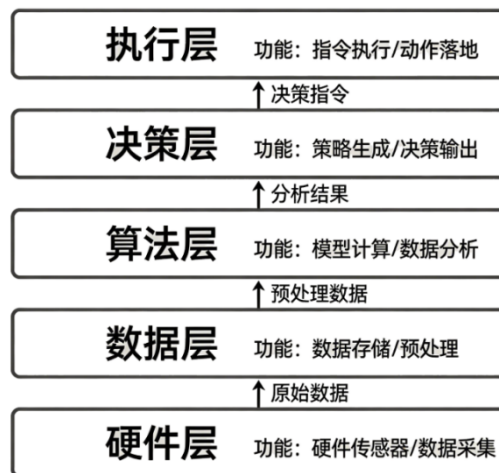 执行层 功能：指令执行/动作落地
决策指令
决策层 功能：策略生成/决策输出
分析结果
算法层 功能：模型计算/数据分析
预处理数据
数据层 功能：数据存储/预处理
原始数据
硬件层 功能：硬件传感器/数据采集